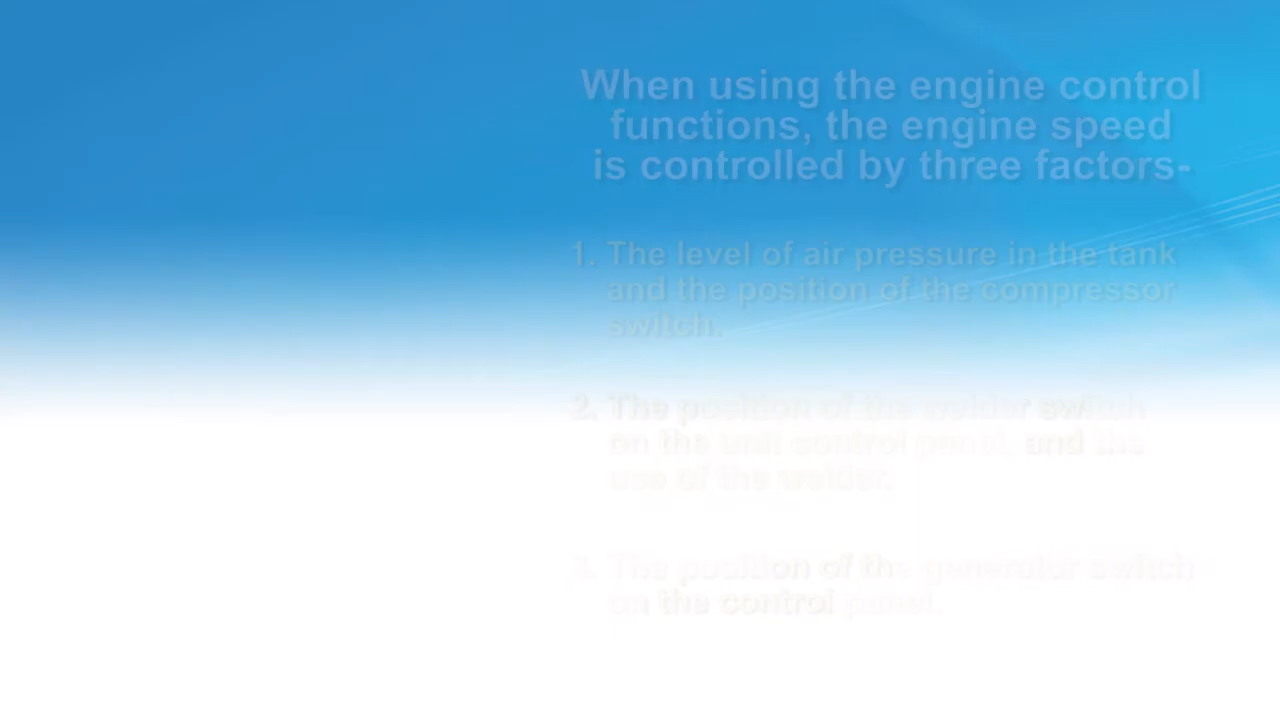 When using the engine control
functions, the engine speed
is controlled by three factors-
1. The level of air pressure in the tank
and the position of the compressor
switch.
2. The position of the welder switch
on the unit control panel, and the
use of the welder.
3. The position of the generator switch
on the control panel.